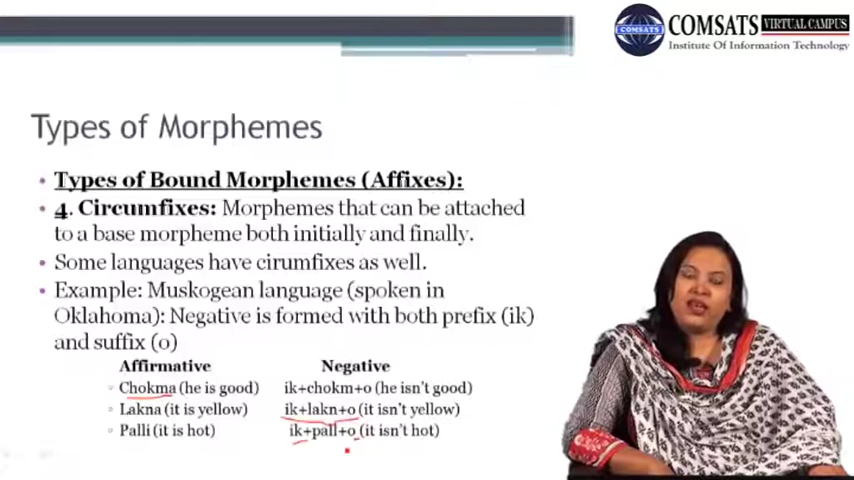 COMSATS
COMSATS VIRTUAL CAMPUS
Institute Of Information Technology
Types of Morphemes
• Types of Bound Morphemes (Affixes):
• 4. Circumfixes: Morphemes that can be attached
to a base morpheme both initially and finally.
• Some languages have cirumfixes as well.
• Example: Muskogean language (spoken in
Oklahoma): Negative is formed with both prefix (ik)
and suffix (o)
Affirmative Negative
▫ Chokma (he is good) ik+chokm+o (he isn't good)
▫ Lakna (it is yellow) ik+lakn+o (it isn't yellow)
▫ Palli (it is hot) ik+pall+o (it isn't hot)